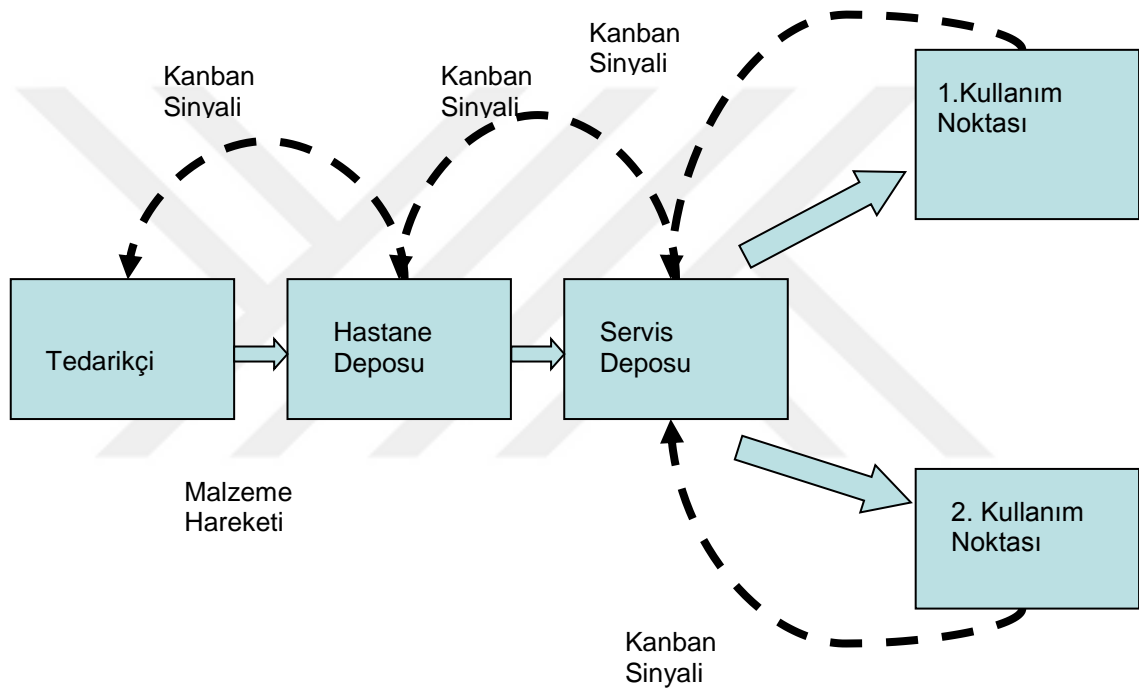 Kanban
Sinyali
Kanban
Sinyali
Kanban
Sinyali
1.Kullanım
Noktası
Tedarikçi
Hastane
Deposu
Servis
Deposu
Malzeme
Hareketi
2. Kullanım
Noktası
Kanban
Sinyali